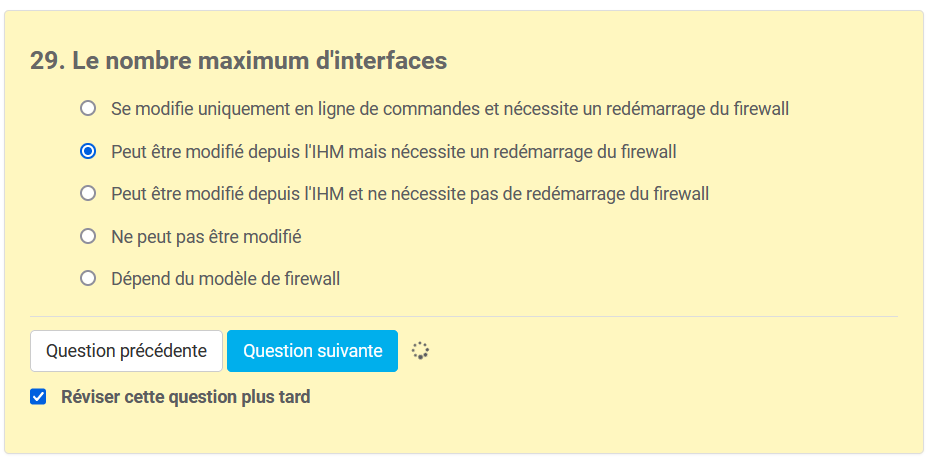 29. Le nombre maximum d'interfaces
Se modifie uniquement en ligne de commandes et nécessite un redémarrage du firewall
Peut être modifié depuis l'IHM mais nécessite un redémarrage du firewall
Peut être modifié depuis l'IHM et ne nécessite pas de redémarrage du firewall
Ne peut pas être modifié
Dépend du modèle de firewall
Question précédente Question suivante
Réviser cette question plus tard